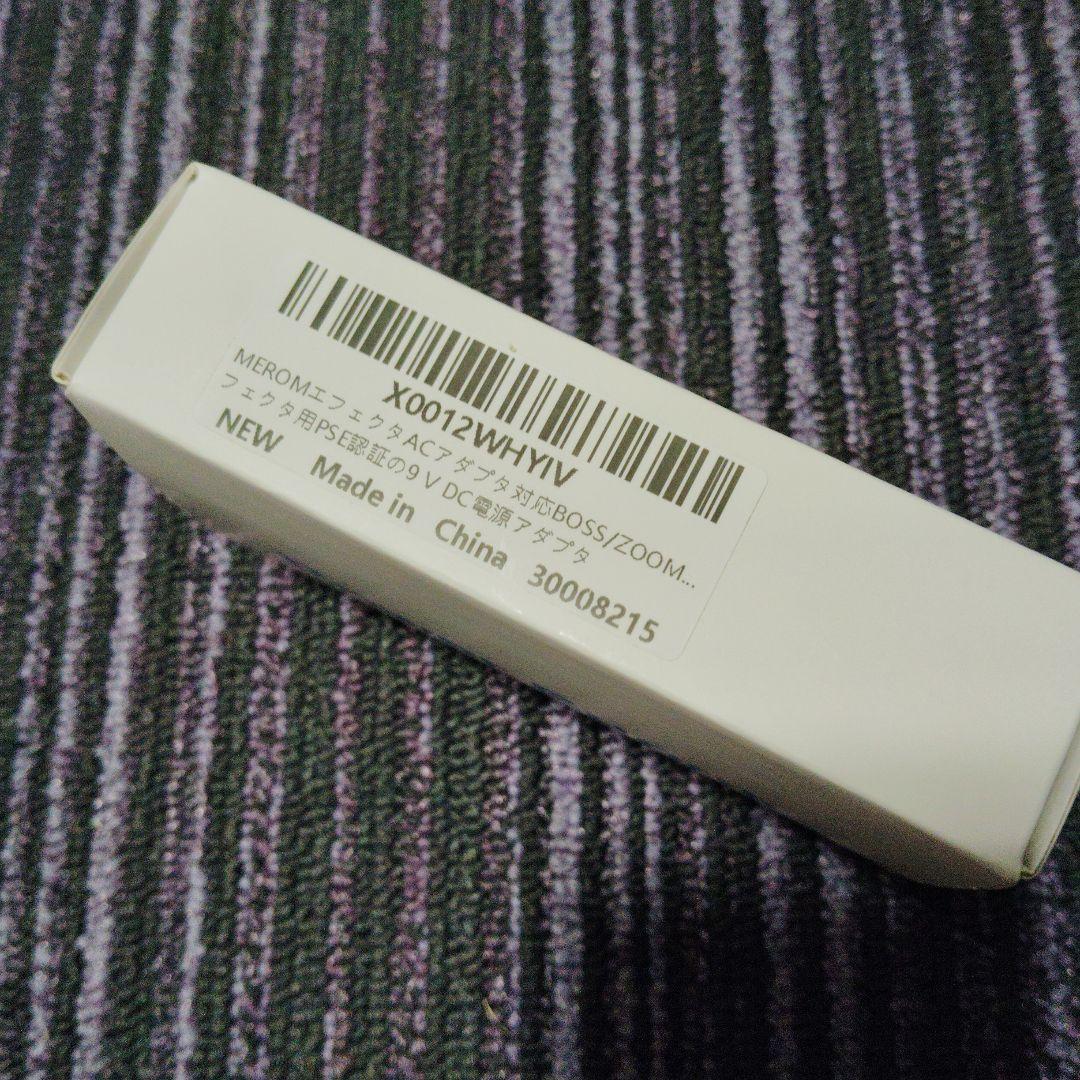 X0012WHYIV
MEROMエフェクタACアダプタ対応BOSS/ZOOM...
フェクタ用PSE認証の9 V DC電源アダプタ
NEW Made in China 30008215